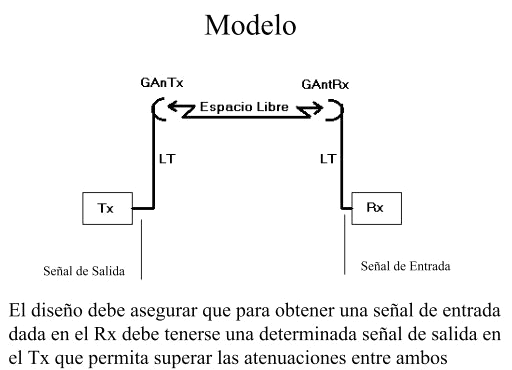 Modelo
GAnTx
GAntRx
Espacio Libre
LT
LT
Tx
Rx
Señal de Salida
Señal de Entrada
El diseño debe asegurar que para obtener una señal de entrada
dada en el Rx debe tenerse una determinada señal de salida en
el Tx que permita superar las atenuaciones entre ambos